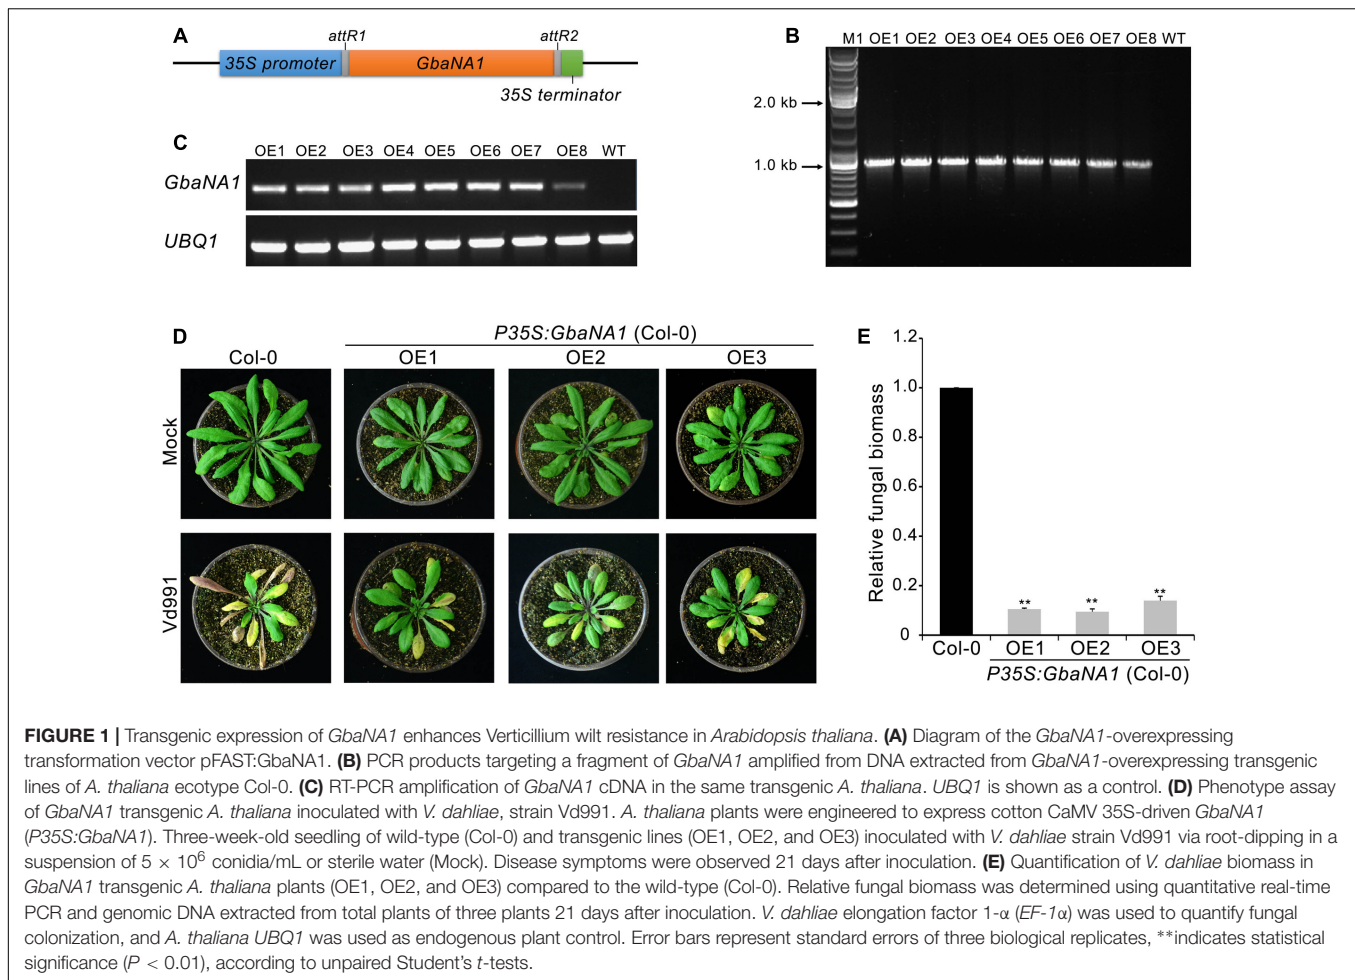 A
attR1
attR2
35S promoter
GbaNA1
35S terminator
B
M1 OE1 OE2 OE3 OE4 OE5 OE6 OE7 OE8 WT
2.0 kb
1.0 kb
C
OE1 OE2 OE3 OE4 OE5 OE6 OE7 OE8 WT
GbaNA1
UBQ1
D
P35S:GbaNA1 (Col-0)
Col-0 OE1 OE2 OE3
Mock
Vd991
E
Relative fungal biomass
1.2
1.0
0.8
0.6
0.4
0.2
0
** ** **
Col-0 OE1 OE2 OE3
P35S:GbaNA1 (Col-0)
FIGURE 1 | Transgenic expression of GbaNA1 enhances Verticillium wilt resistance in Arabidopsis thaliana. (A) Diagram of the GbaNA1-overexpressing
transformation vector pFAST:GbaNA1. (B) PCR products targeting a fragment of GbaNA1 amplified from DNA extracted from GbaNA1-overexpressing transgenic
lines of A. thaliana ecotype Col-0. (C) RT-PCR amplification of GbaNA1 cDNA in the same transgenic A. thaliana. UBQ1 is shown as a control. (D) Phenotype assay
of GbaNA1 transgenic A. thaliana inoculated with V. dahliae, strain Vd991. A. thaliana plants were engineered to express cotton CaMV 35S-driven GbaNA1
(P35S:GbaNA1). Three-week-old seedling of wild-type (Col-0) and transgenic lines (OE1, OE2, and OE3) inoculated with V. dahliae strain Vd991 via root-dipping in a
suspension of 5 × 10⁶ conidia/mL or sterile water (Mock). Disease symptoms were observed 21 days after inoculation. (E) Quantification of V. dahliae biomass in
GbaNA1 transgenic A. thaliana plants (OE1, OE2, and OE3) compared to the wild-type (Col-0). Relative fungal biomass was determined using quantitative real-time
PCR and genomic DNA extracted from total plants of three plants 21 days after inoculation. V. dahliae elongation factor 1-α (EF-1α) was used to quantify fungal
colonization, and A. thaliana UBQ1 was used as endogenous plant control. Error bars represent standard errors of three biological replicates, **indicates statistical
significance (P < 0.01), according to unpaired Student's t-tests.